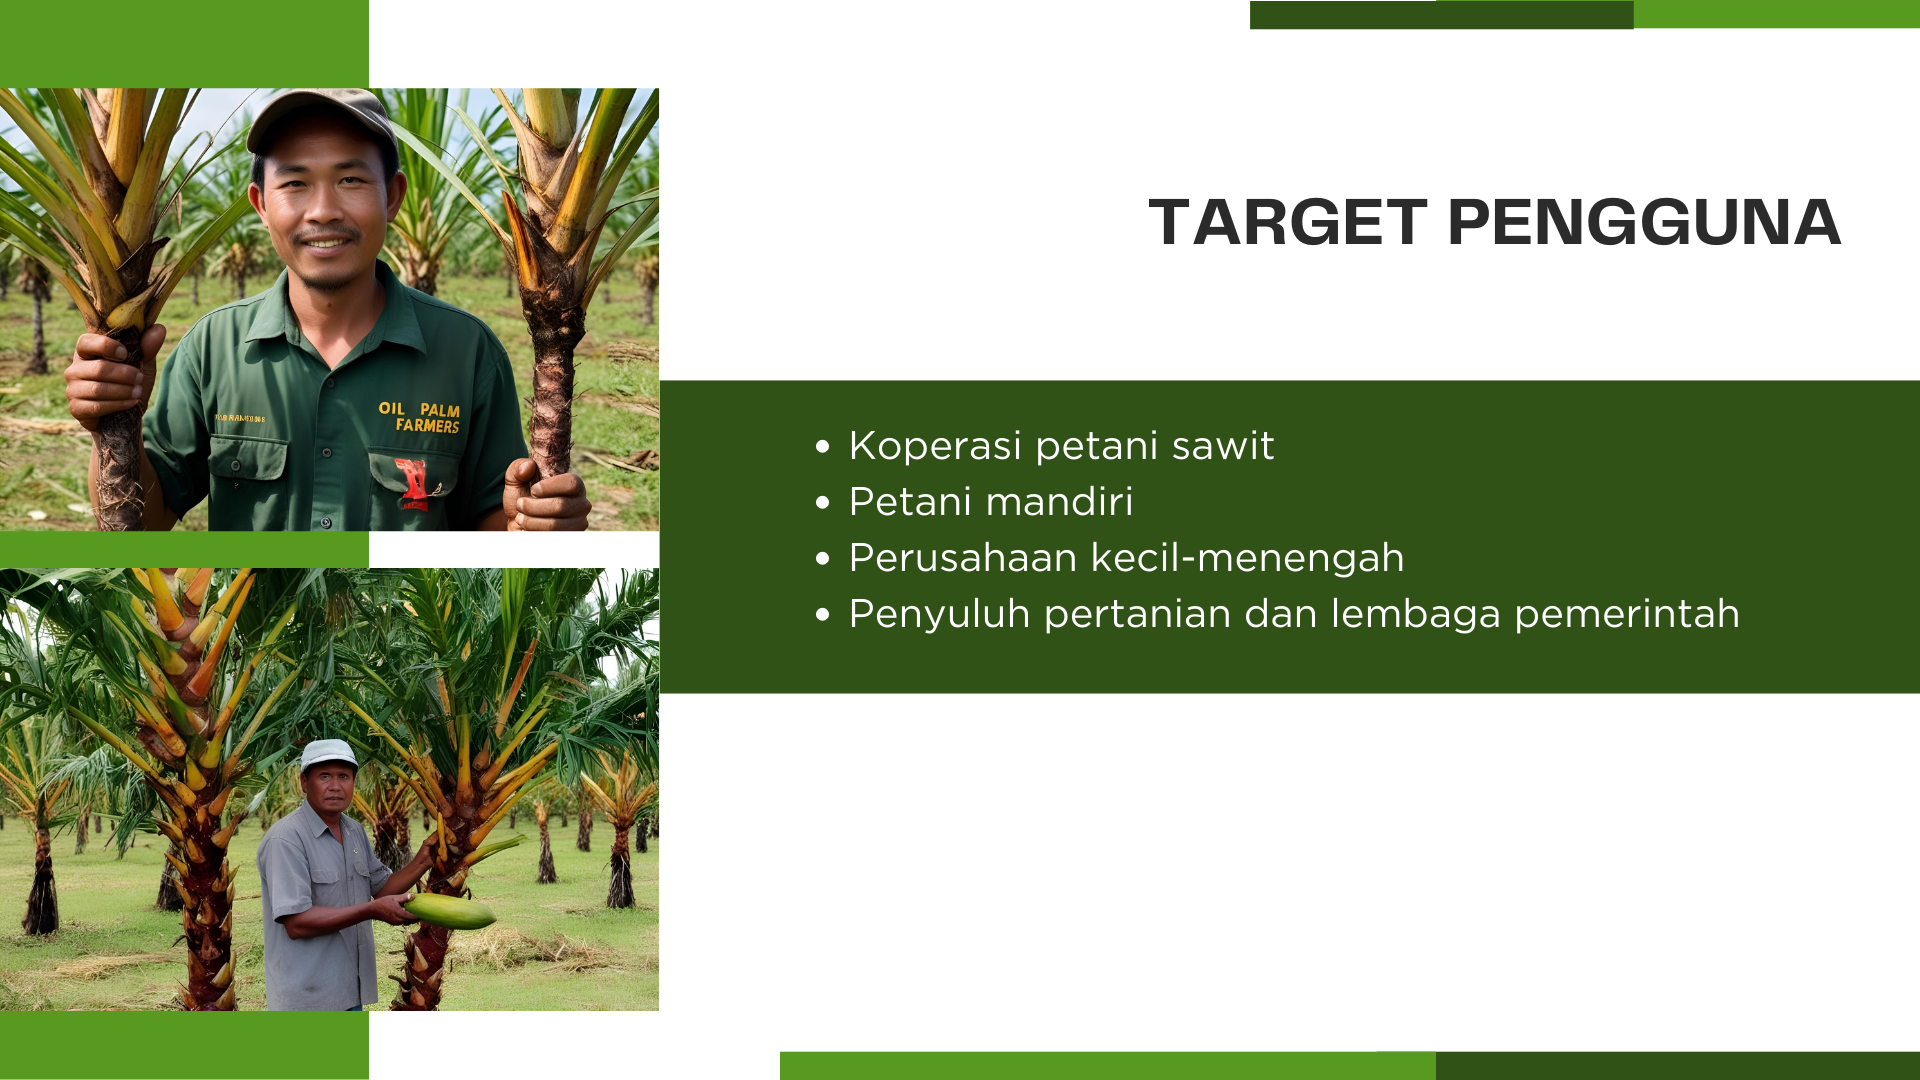 TARGET PENGGUNA
OIL PALM
FARMERS
Koperasi petani sawit
Petani mandiri
Perusahaan kecil-menengah
Penyuluh pertanian dan lembaga pemerintah